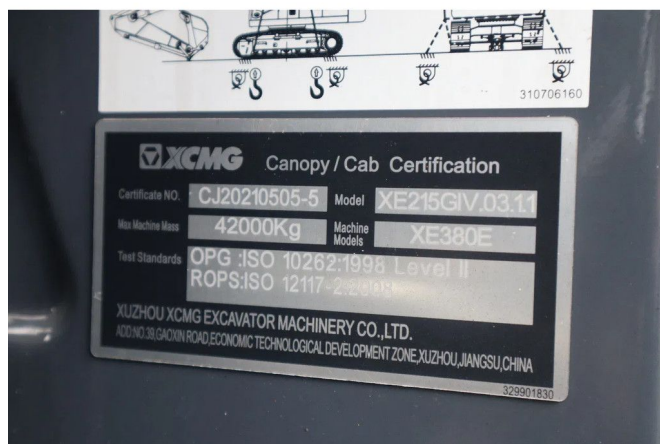 310706160
XCMG Canopy / Cab Certification
Certificate NO. CJ20210505-5 Model XE215GIV.03.1.1
Max Machine Mass 42000Kg Machine Models XE380E
Test Standards OPG :ISO 10262:1998 Level II
ROPS:ISO 12117-2:2008
XUZHOU XCMG EXCAVATOR MACHINERY CO.,LTD.
ADD:NO.39,GAOXIN ROAD,ECONOMIC TECHNOLOGICAL DEVELOPMENT ZONE,XUZHOU,JIANGSU,CHINA
329901830